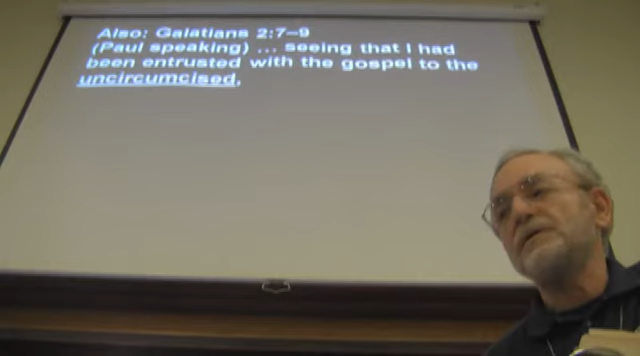 Also: Galatians 2:7–9
(Paul speaking) ... seeing that I had
been entrusted with the gospel to the
uncircumcised,